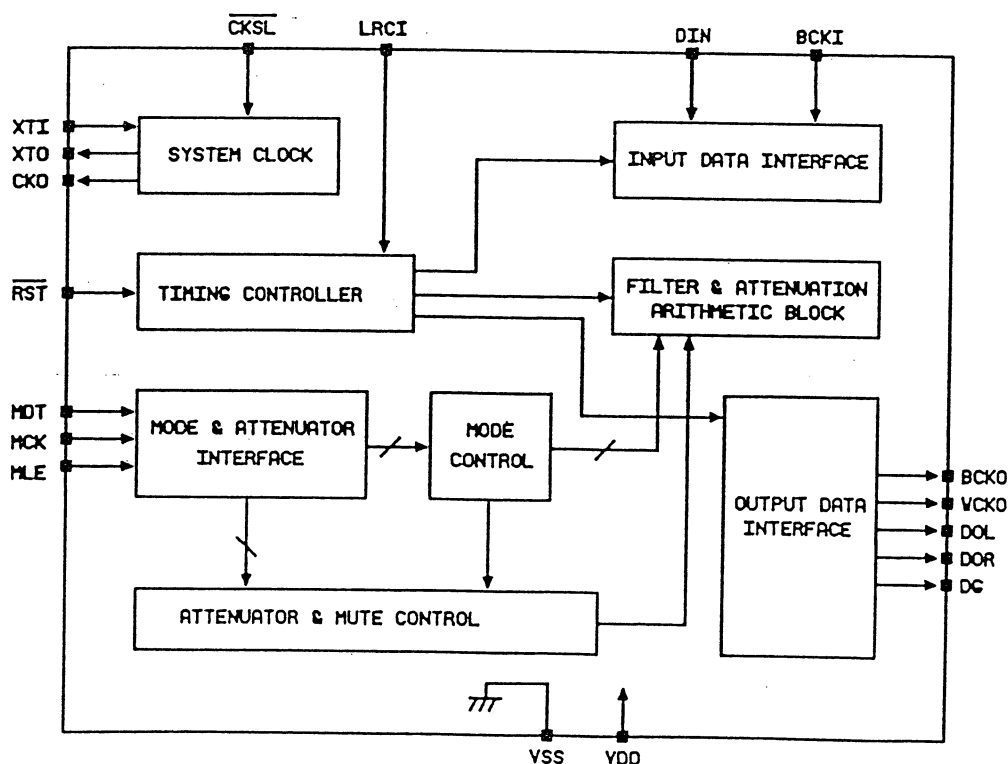 CKSL
LRCI
DIN
BCKI
XTI
XTO
CKO
SYSTEM CLOCK
INPUT DATA INTERFACE
RST
TIMING CONTROLLER
FILTER & ATTENUATION
ARITHMETIC BLOCK
MDT
MCK
MLE
MODE & ATTENUATOR
INTERFACE
MODE
CONTROL
OUTPUT DATA
INTERFACE
BCKO
WCKO
DOL
DOR
DG
ATTENUATOR & MUTE CONTROL
VSS
VDD